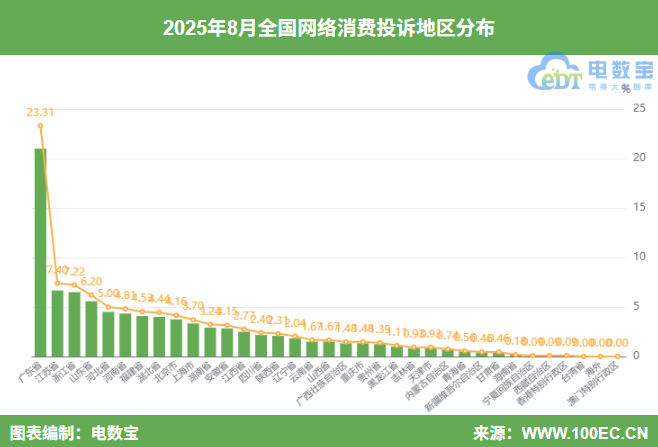 2025年8月全国网络消费投诉地区分布
eDT 电数宝
电商大数据库
%
25
20
15
10
5
0
23.31
7.40
7.22
6.20
5.00
4.81
4.53
4.44
4.16
3.70
3.24
3.15
2.77
2.40
2.31
2.04
1.67
1.67
1.48
1.48
1.39
1.11
0.93
0.93
0.74
0.56
0.46
0.46
0.18
0.09
0.09
0.09
0.00
0.00
0.00
广东省
江苏省
浙江省
山东省
河北省
河南省
福建省
湖北省
北京市
上海市
湖南省
安徽省
江西省
四川省
陕西省
辽宁省
云南省
山西省
广西壮族自治区
重庆市
贵州省
黑龙江省
吉林省
天津市
内蒙古自治区
青海省
新疆维吾尔自治区
甘肃省
海南省
宁夏回族自治区
西藏自治区
香港特别行政区
台湾省
海外
澳门特别行政区
图表编制：电数宝
来源：WWW.100EC.CN